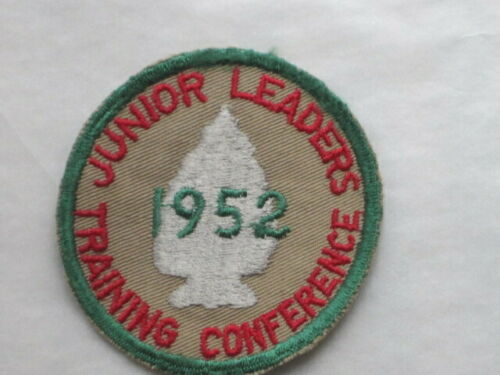 JUNIOR LEADERS
1952
TRAINING CONFERENCE